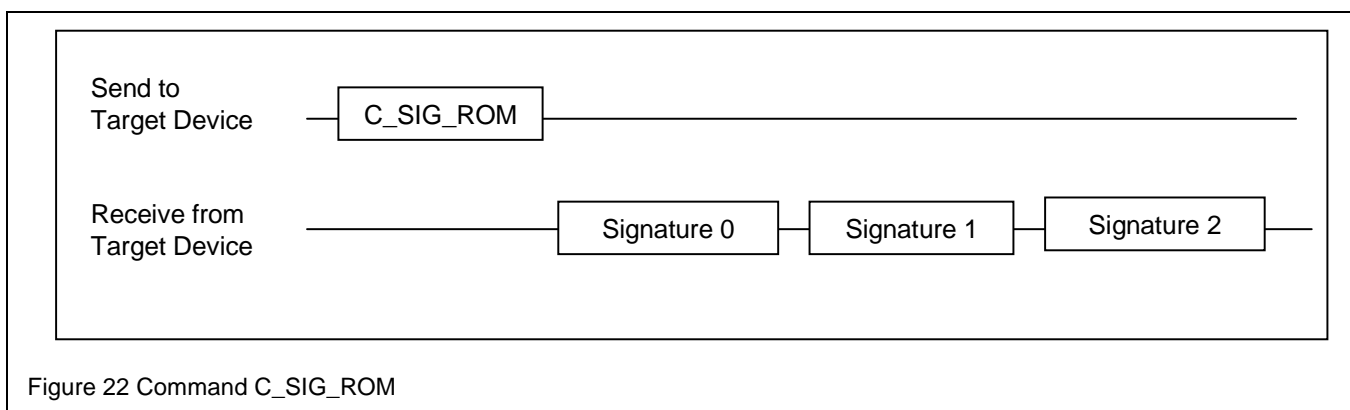 Send to
Target Device
C_SIG_ROM
Receive from
Target Device
Signature 0
Signature 1
Signature 2
Figure 22 Command C_SIG_ROM